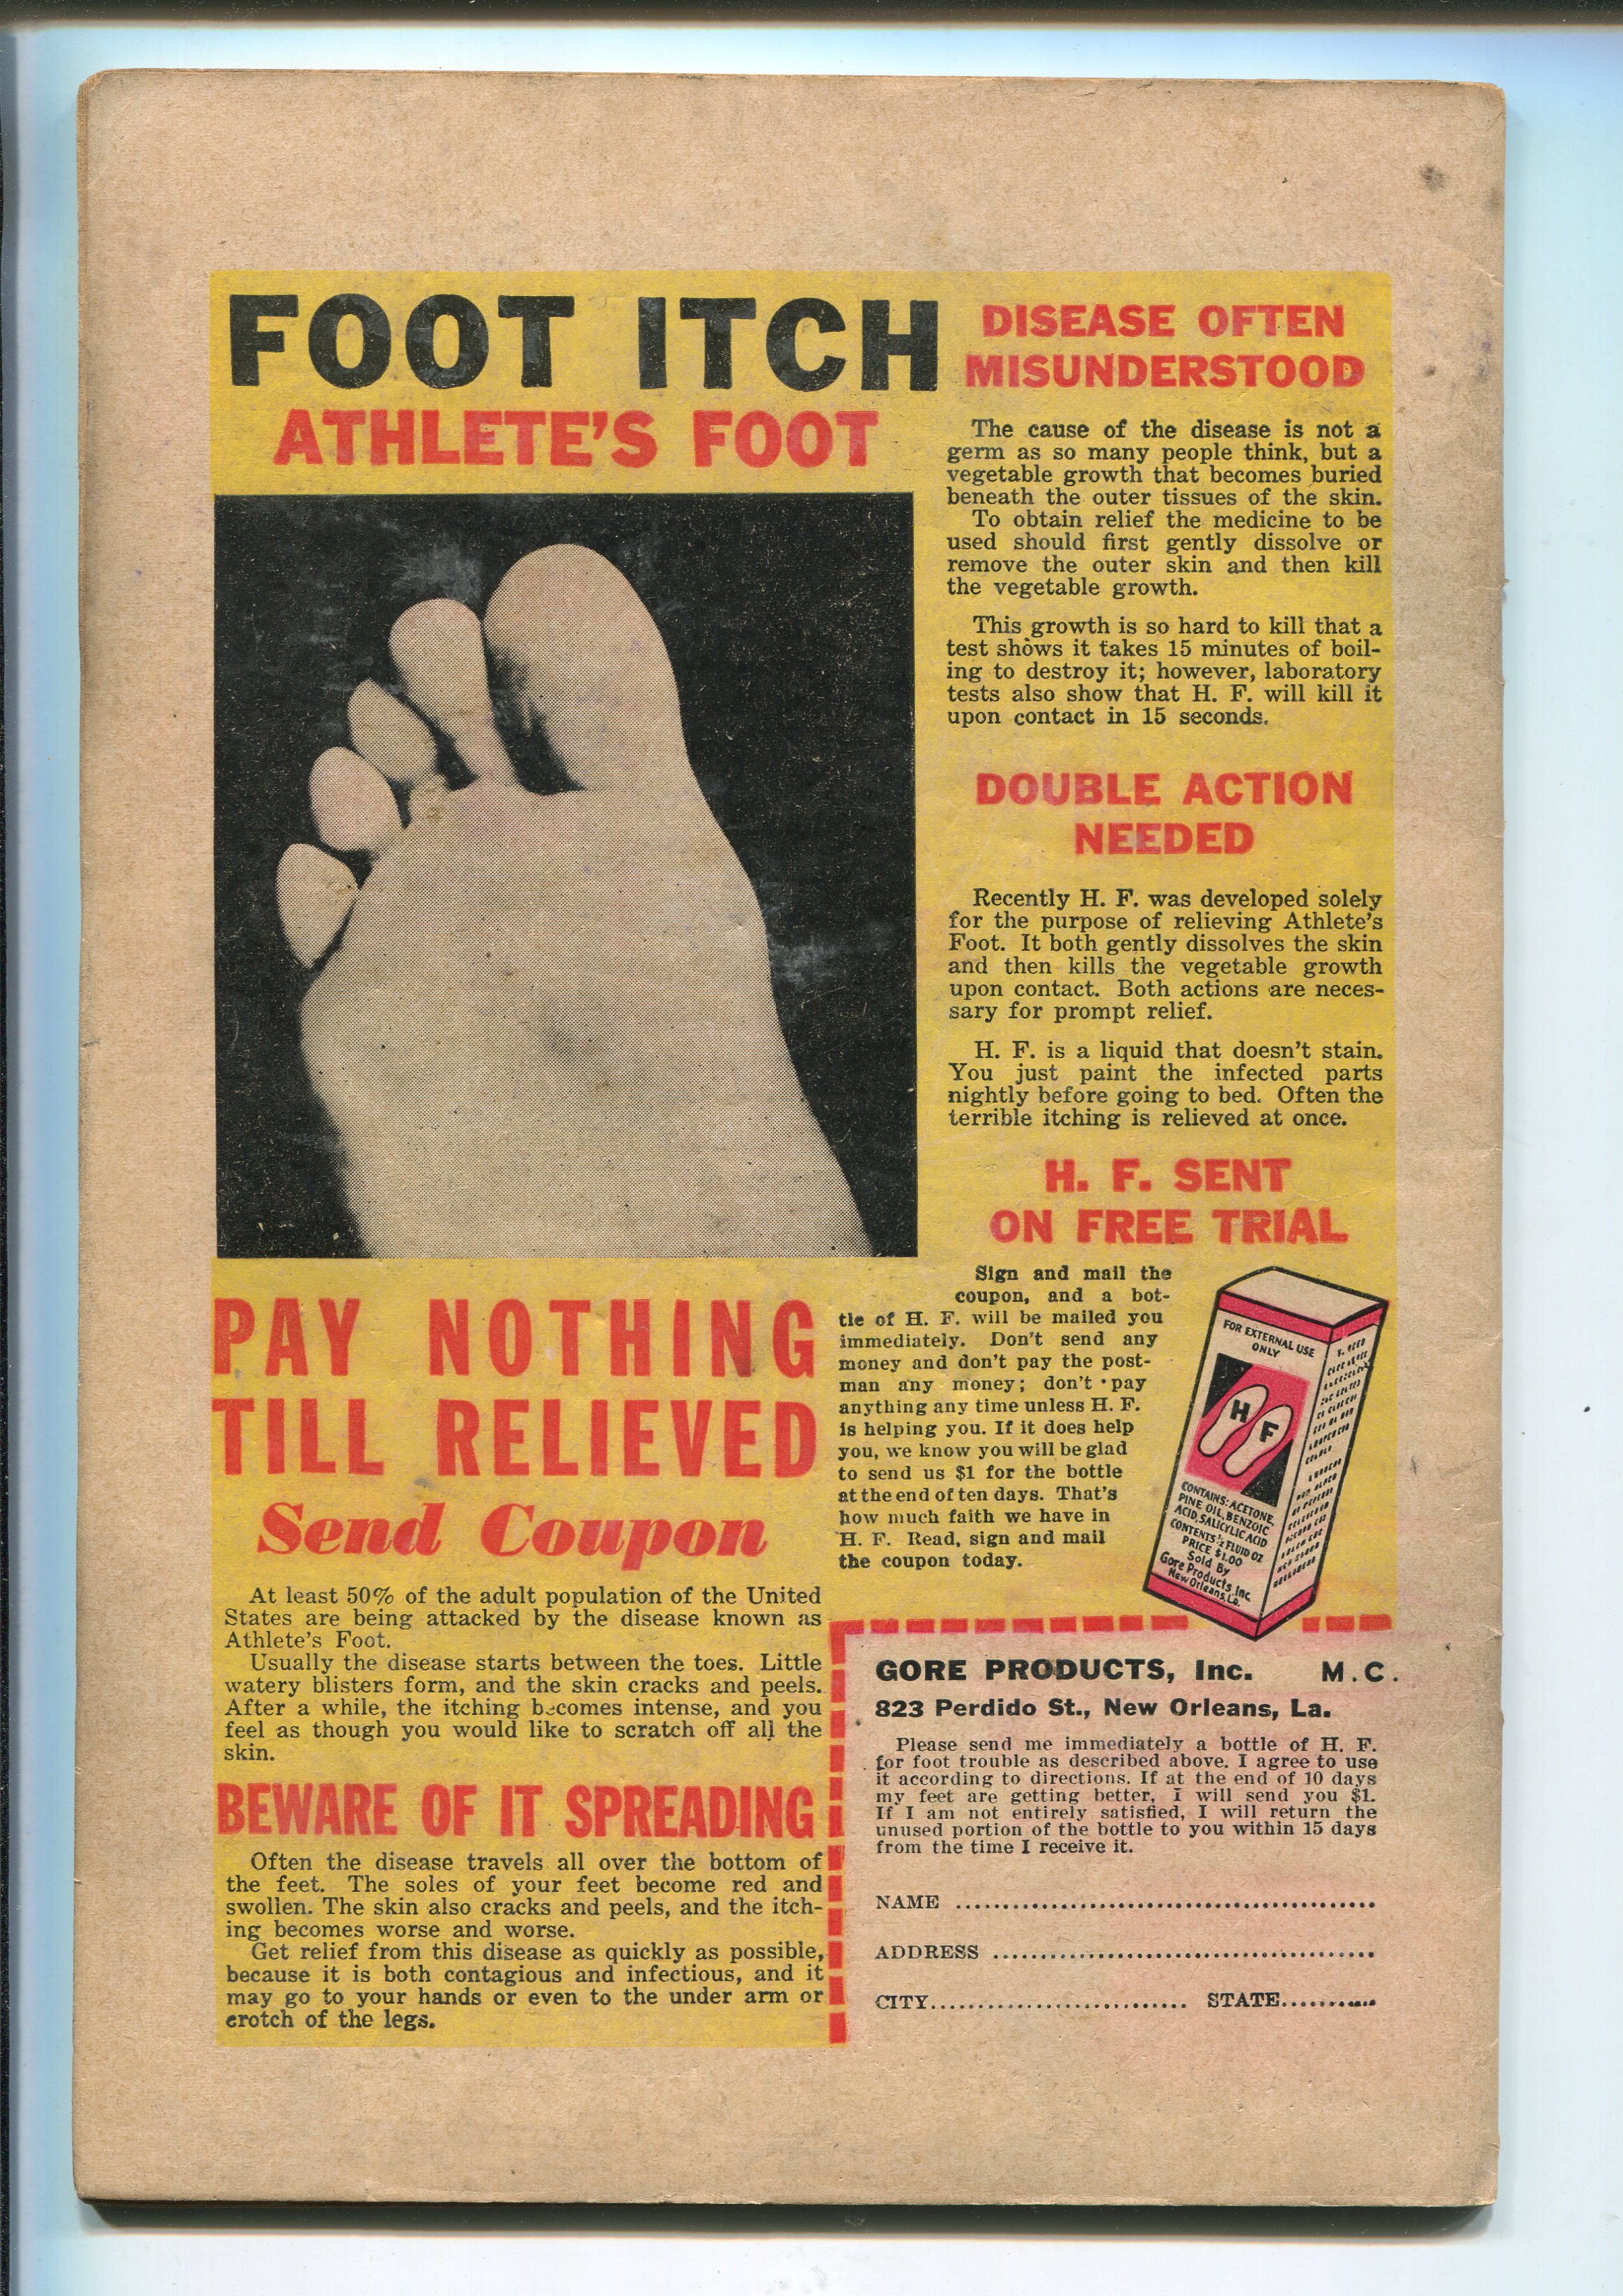 FOOT ITCH
ATHLETE'S FOOT
PAY NOTHING
TILL RELIEVED
Send Coupon
At least 50% of the adult population of the United
States are being attacked by the disease known as
Athlete's Foot.
Usually the disease starts between the toes. Little
watery blisters form, and the skin cracks and peels.
After a while, the itching becomes intense, and you
feel as though you would like to scratch off all the
skin.
BEWARE OF IT SPREADING
Often the disease travels all over the bottom of
the feet. The soles of your feet become red and
swollen. The skin also cracks and peels, and the itch-
ing becomes worse and worse.
Get relief from this disease as quickly as possible,
because it is both contagious and infectious, and it
may go to your hands or even to the under arm or
crotch of the legs.
DISEASE OFTEN
MISUNDERSTOOD
The cause of the disease is not a
germ as so many people think, but a
vegetable growth that becomes buried
beneath the outer tissues of the skin.
To obtain relief the medicine to be
used should first gently dissolve or
remove the outer skin and then kill
the vegetable growth.
This growth is so hard to kill that a
test shows it takes 15 minutes of boil-
ing to destroy it; however, laboratory
tests also show that H. F. will kill it
upon contact in 15 seconds.
DOUBLE ACTION
NEEDED
Recently H. F. was developed solely
for the purpose of relieving Athlete's
Foot. It both gently dissolves the skin
and then kills the vegetable growth
upon contact. Both actions are neces-
sary for prompt relief.
H. F. is a liquid that doesn't stain.
You just paint the infected parts
nightly before going to bed. Often the
terrible itching is relieved at once.
H. F. SENT
ON FREE TRIAL
Sign and mail the
coupon, and a bot-
tle of H. F. will be mailed you
immediately. Don't send any
money and don't pay the post-
man any money; don't pay
anything any time unless H. F.
is helping you. If it does help
you, we know you will be glad
to send us $1 for the bottle
at the end of ten days. That's
how much faith we have in
H. F. Read, sign and mail
the coupon today.
FOR EXTERNAL USE
ONLY
H F
CONTAINS: ACETONE,
PINE OIL, BENZOIC
ACID, SALICYLIC ACID
CONTENTS ½ FLUID OZ
PRICE $1.00
Sold By
Gore Products Inc.
New Orleans, La.
GORE PRODUCTS, Inc. M.C.
823 Perdido St., New Orleans, La.
Please send me immediately a bottle of H. F.
for foot trouble as described above. I agree to use
it according to directions. If at the end of 10 days
my feet are getting better, I will send you $1.
If I am not entirely satisfied, I will return the
unused portion of the bottle to you within 15 days
from the time I receive it.
NAME
ADDRESS
CITY STATE